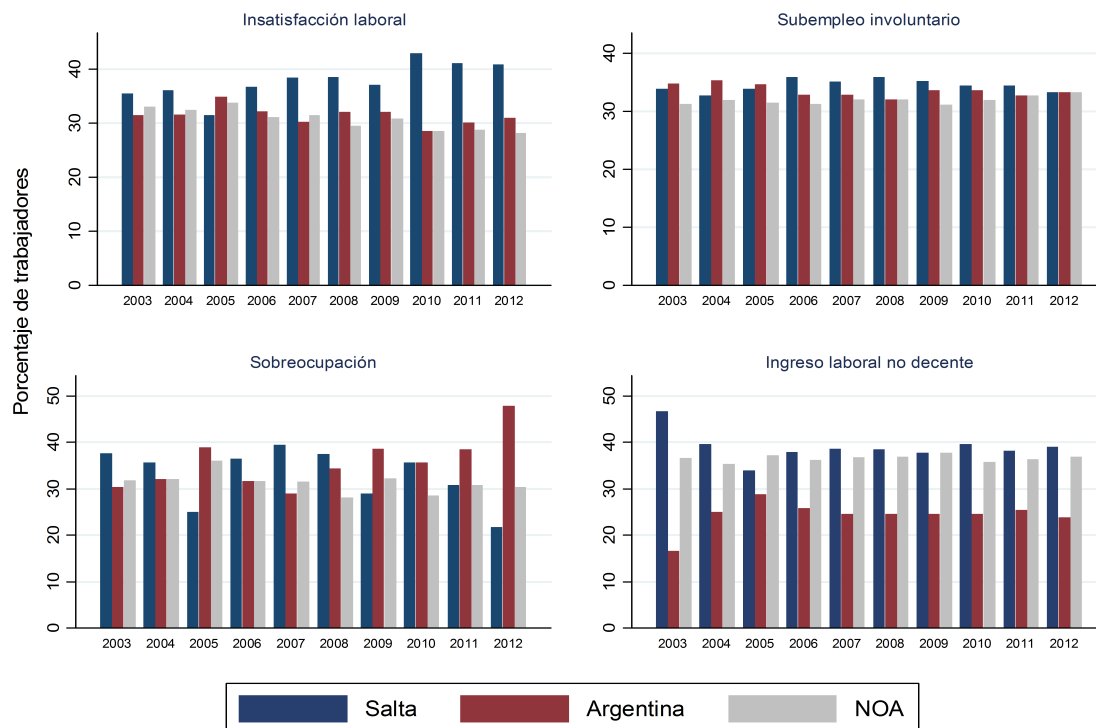 Insatisfacción laboral
40
30
20
10
0
2003 2004 2005 2006 2007 2008 2009 2010 2011 2012
Subempleo involuntario
40
30
20
10
0
2003 2004 2005 2006 2007 2008 2009 2010 2011 2012
Porcentaje de trabajadores
Sobreocupación
50
40
30
20
10
0
2003 2004 2005 2006 2007 2008 2009 2010 2011 2012
Ingreso laboral no decente
50
40
30
20
10
0
2003 2004 2005 2006 2007 2008 2009 2010 2011 2012
Salta Argentina NOA